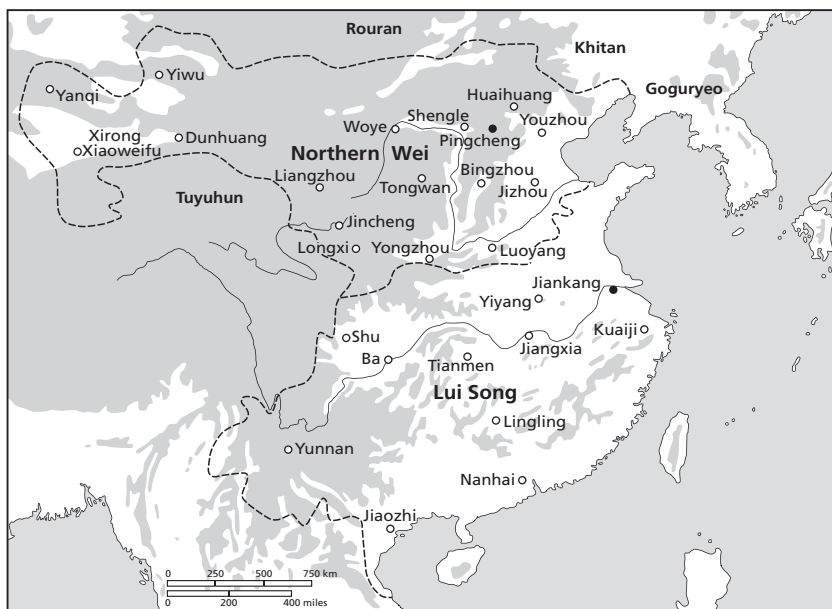 Rouran
Khitan
Goguryeo
Yiwu
Yanqi
Huaihuang
Shengle
Youzhou
Woye
Pingcheng
Xirong
Xiaoweifu
Dunhuang
Northern Wei
Bingzhou
Liangzhou
Tongwan
Jizhou
Tuyuhun
Jincheng
Longxi
Yongzhou
Luoyang
Jiankang
Yiyang
Shu
Kuaiji
Ba
Jiangxia
Tianmen
Lui Song
Lingling
Yunnan
Nanhai
Jiaozhi
0 250 500 750 km
0 200 400 miles